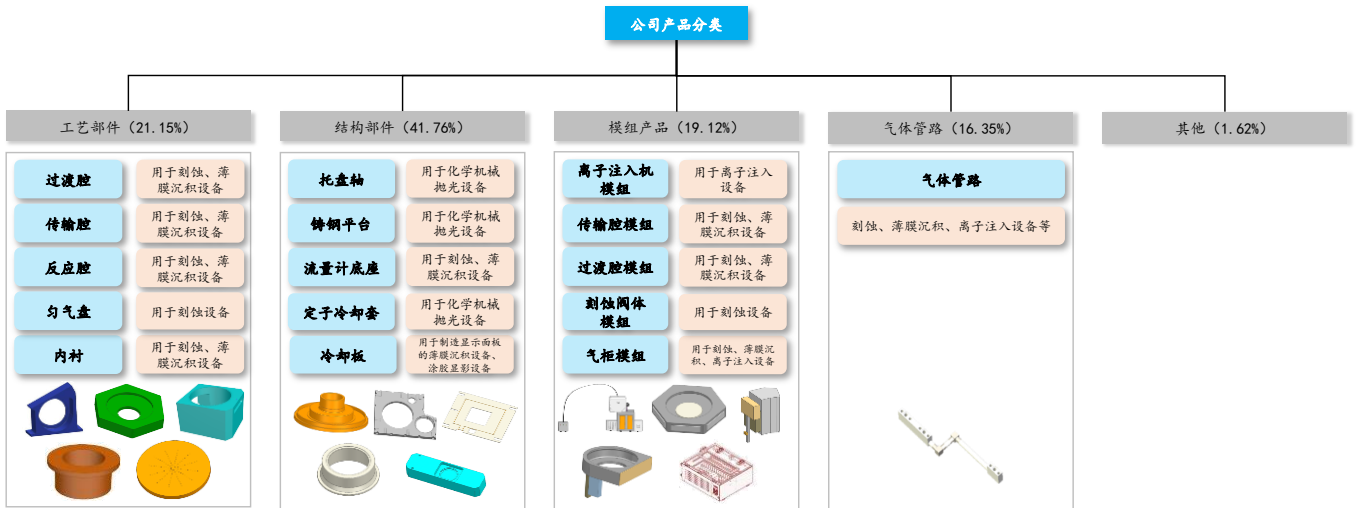 公司产品分类
工艺部件（21.15%）
过渡腔
用于刻蚀、薄
膜沉积设备
传输腔
用于刻蚀、薄
膜沉积设备
反应腔
用于刻蚀、薄
膜沉积设备
匀气盘
用于刻蚀设备
内衬
用于刻蚀、薄
膜沉积设备
结构部件（41.76%）
托盘轴
用于化学机械
抛光设备
铸钢平台
用于化学机械
抛光设备
流量计底座
用于刻蚀、薄
膜沉积设备
定子冷却套
用于化学机械
抛光设备
冷却板
用于制造显示面板
的薄膜沉积设备、
涂胶显影设备
模组产品（19.12%）
离子注入机
模组
用于离子注入
设备
传输腔模组
用于刻蚀、薄
膜沉积设备
过渡腔模组
用于刻蚀、薄
膜沉积设备
刻蚀阀体
模组
用于刻蚀设备
气柜模组
用于刻蚀、薄膜沉
积、离子注入设备
气体管路（16.35%）
气体管路
刻蚀、薄膜沉积、离子注入设备等
其他（1.62%）